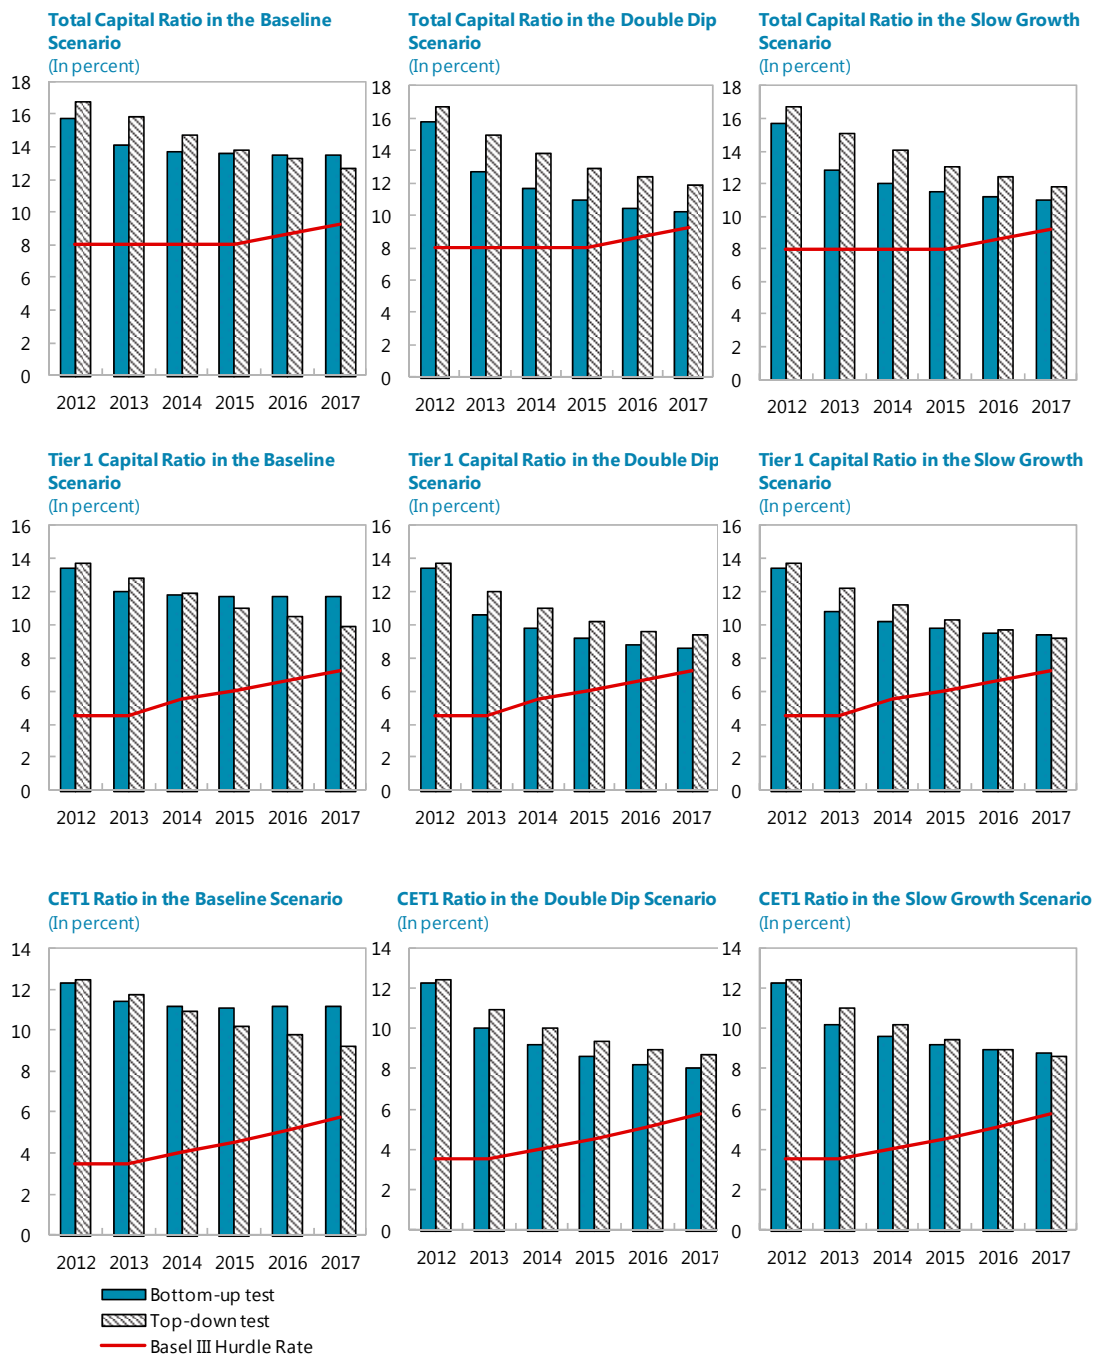 Total Capital Ratio in the Baseline
Scenario
(In percent)
18
16
14
12
10
8
6
4
2
0
2012 2013 2014 2015 2016 2017
Total Capital Ratio in the Double Dip
Scenario
(In percent)
18
16
14
12
10
8
6
4
2
0
2012 2013 2014 2015 2016 2017
Total Capital Ratio in the Slow Growth
Scenario
(In percent)
18
16
14
12
10
8
6
4
2
0
2012 2013 2014 2015 2016 2017
Tier 1 Capital Ratio in the Baseline
Scenario
(In percent)
16
14
12
10
8
6
4
2
0
2012 2013 2014 2015 2016 2017
Tier 1 Capital Ratio in the Double Dip
Scenario
(In percent)
16
14
12
10
8
6
4
2
0
2012 2013 2014 2015 2016 2017
Tier 1 Capital Ratio in the Slow Growth
Scenario
(In percent)
16
14
12
10
8
6
4
2
0
2012 2013 2014 2015 2016 2017
CET1 Ratio in the Baseline Scenario
(In percent)
14
12
10
8
6
4
2
0
2012 2013 2014 2015 2016 2017
CET1 Ratio in the Double Dip Scenario
(In percent)
14
12
10
8
6
4
2
0
2012 2013 2014 2015 2016 2017
CET1 Ratio in the Slow Growth Scenario
(In percent)
14
12
10
8
6
4
2
0
2012 2013 2014 2015 2016 2017
Bottom-up test
Top-down test
Basel III Hurdle Rate